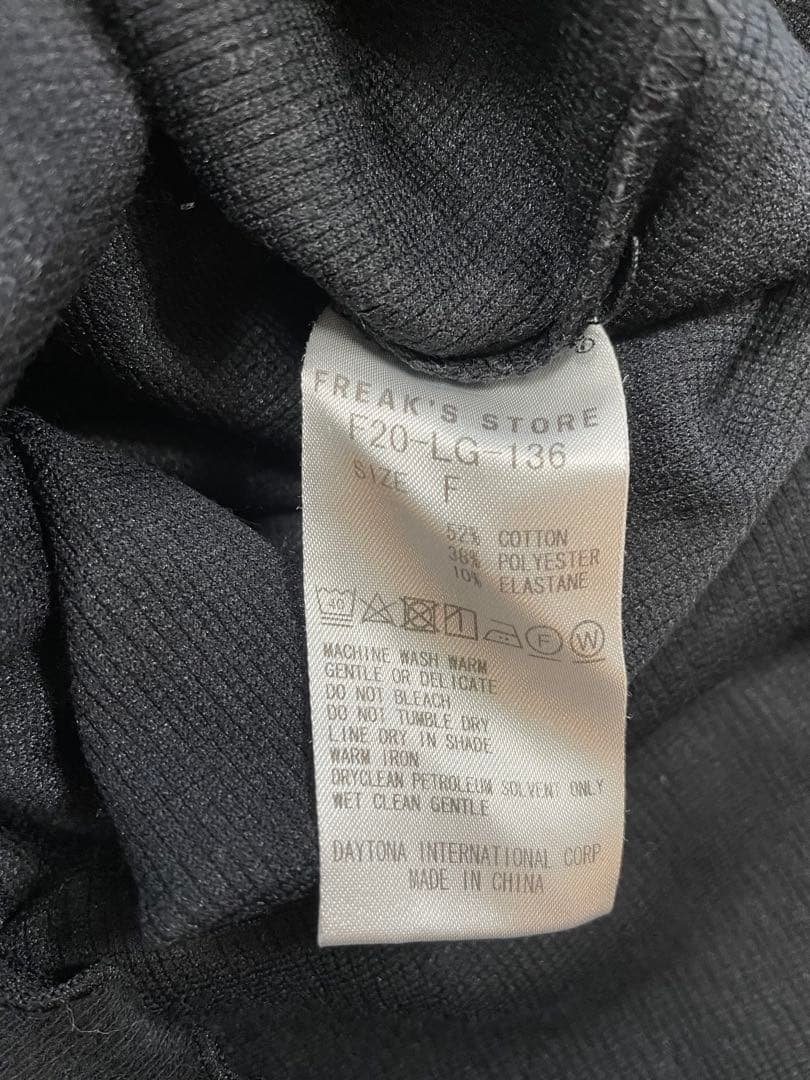 FREAK'S STORE
F20-LG-136
SIZE F
52% COTTON
38% POLYESTER
10% ELASTANE
40 F W
MACHINE WASH WARM
GENTLE OR DELICATE
DO NOT BLEACH
DO NOT TUMBLE DRY
LINE DRY IN SHADE
WARM IRON
DRYCLEAN PETROLEUM SOLVENT ONLY
WET CLEAN GENTLE
DAYTONA INTERNATIONAL CORP
MADE IN CHINA